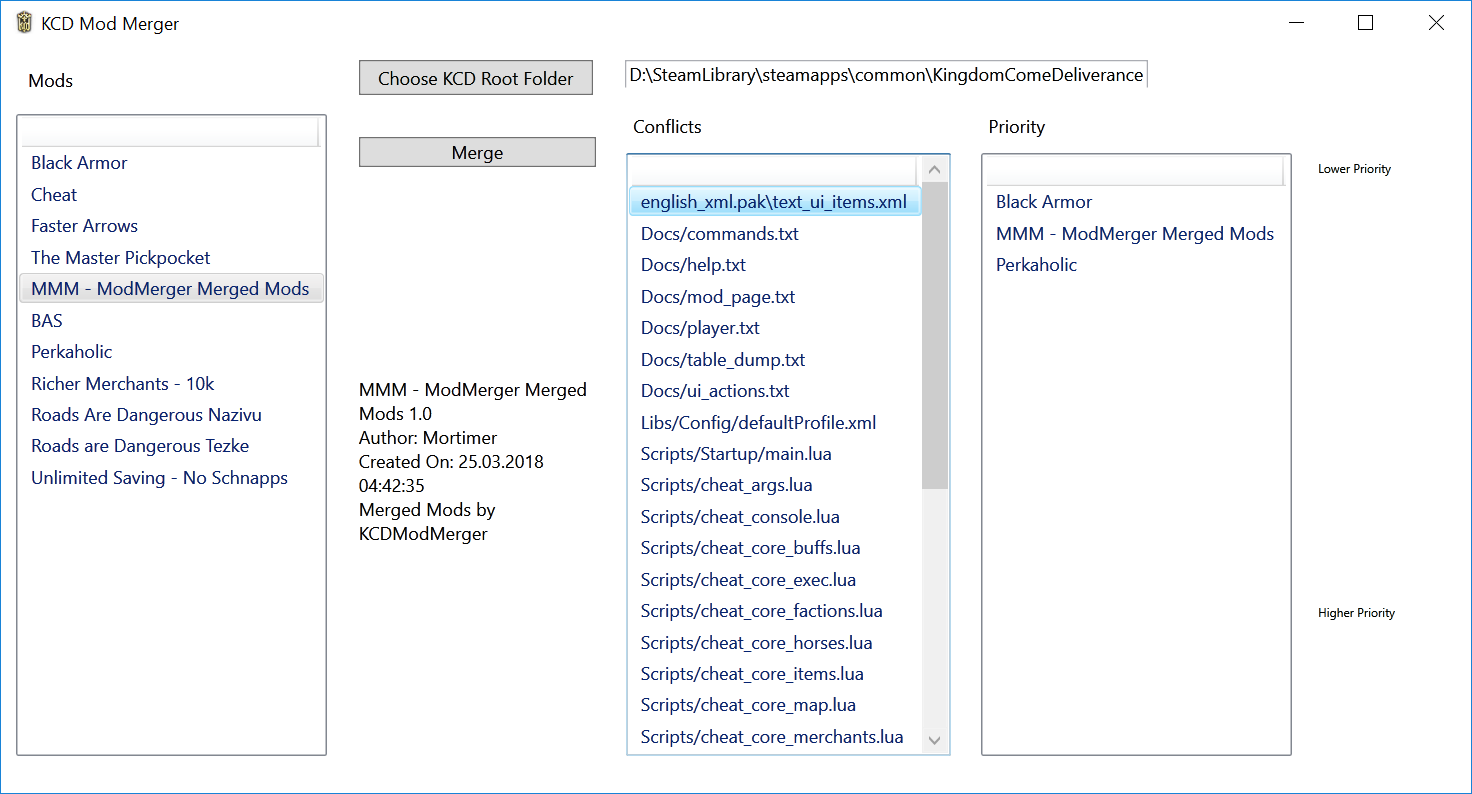 KCD Mod Merger
Mods
Choose KCD Root Folder
D:\SteamLibrary\steamapps\common\KingdomComeDeliverance
Merge
Black Armor
Cheat
Faster Arrows
The Master Pickpocket
MMM - ModMerger Merged Mods
BAS
Perkaholic
Richer Merchants - 10k
Roads Are Dangerous Nazivu
Roads are Dangerous Tezke
Unlimited Saving - No Schnapps
MMM - ModMerger Merged
Mods 1.0
Author: Mortimer
Created On: 25.03.2018
04:42:35
Merged Mods by
KCDModMerger
Conflicts
english_xml.pak\text_ui_items.xml
Docs/commands.txt
Docs/help.txt
Docs/mod_page.txt
Docs/player.txt
Docs/table_dump.txt
Docs/ui_actions.txt
Libs/Config/defaultProfile.xml
Scripts/Startup/main.lua
Scripts/cheat_args.lua
Scripts/cheat_console.lua
Scripts/cheat_core_buffs.lua
Scripts/cheat_core_exec.lua
Scripts/cheat_core_factions.lua
Scripts/cheat_core_horses.lua
Scripts/cheat_core_items.lua
Scripts/cheat_core_map.lua
Scripts/cheat_core_merchants.lua
Priority
Black Armor
MMM - ModMerger Merged Mods
Perkaholic
Lower Priority
Higher Priority